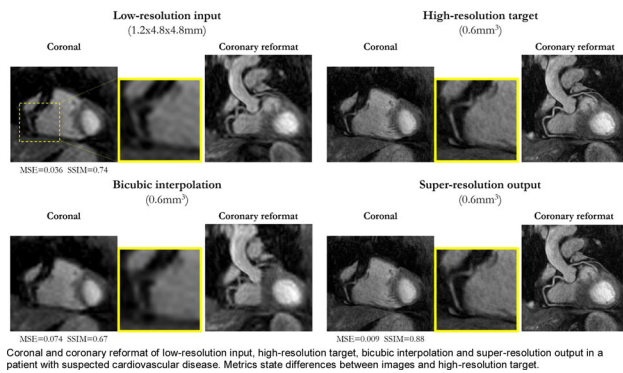 Low-resolution input
(1.2x4.8x4.8mm)
Coronal
Coronary reformat
MSE=0.036 SSIM=0.74
High-resolution target
(0.6mm³)
Coronal
Coronary reformat
Bicubic interpolation
(0.6mm³)
Coronal
Coronary reformat
MSE=0.074 SSIM=0.67
Super-resolution output
(0.6mm³)
Coronal
Coronary reformat
MSE=0.009 SSIM=0.88
Coronal and coronary reformat of low-resolution input, high-resolution target, bicubic interpolation and super-resolution output in a
patient with suspected cardiovascular disease. Metrics state differences between images and high-resolution target.